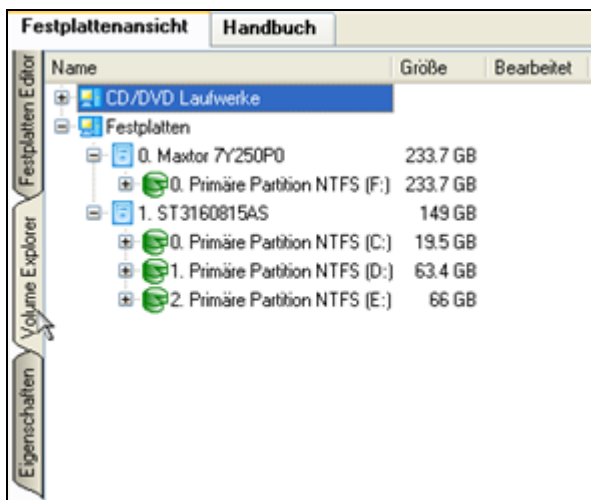 Festplattenansicht Handbuch
Festplatten Editor
Volume Explorer
Eigenschaften
Name Größe Bearbeitet
CD/DVD Laufwerke
Festplatten
0. Maxtor 7Y250P0 233.7 GB
0. Primäre Partition NTFS (F:) 233.7 GB
1. ST3160815AS 149 GB
0. Primäre Partition NTFS (C:) 19.5 GB
1. Primäre Partition NTFS (D:) 63.4 GB
2. Primäre Partition NTFS (E:) 66 GB